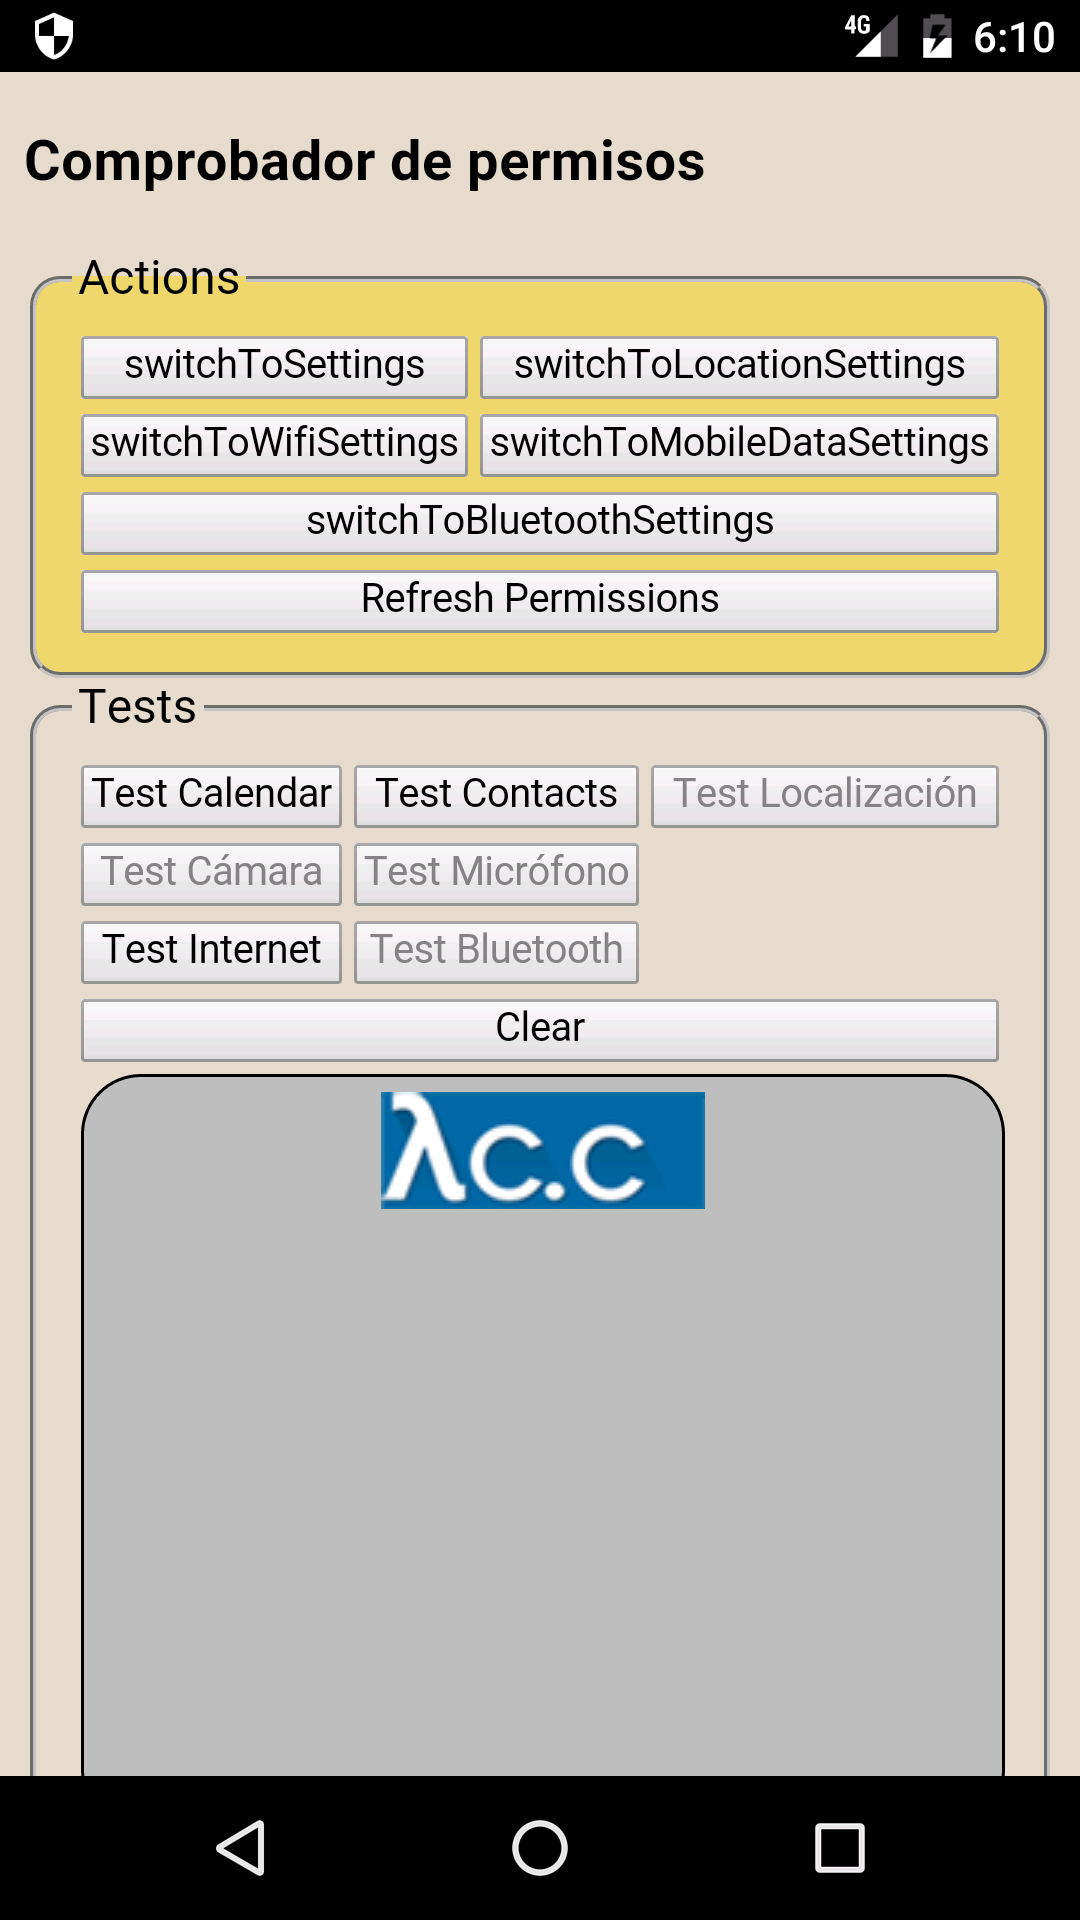 4G 6:10
Comprobador de permisos
Actions
switchToSettings switchToLocationSettings
switchToWifiSettings switchToMobileDataSettings
switchToBluetoothSettings
Refresh Permissions
Tests
Test Calendar Test Contacts Test Localización
Test Cámara Test Micrófono
Test Internet Test Bluetooth
Clear
λc.c